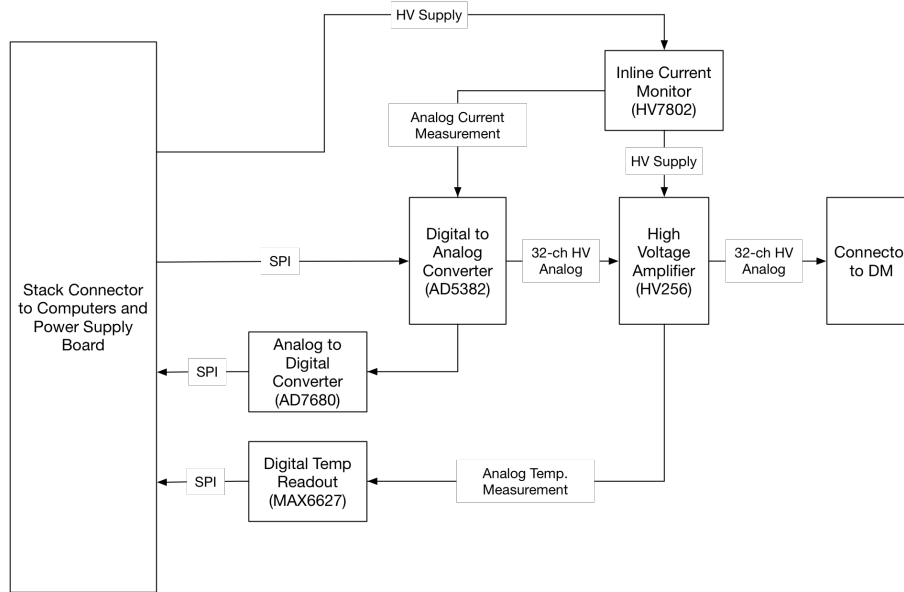 HV Supply
Inline Current
Monitor
(HV7802)
Analog Current
Measurement
HV Supply
Digital to
Analog
Converter
(AD5382)
32-ch HV
Analog
High
Voltage
Amplifier
(HV256)
32-ch HV
Analog
Connecto
to DM
SPI
Stack Connector
to Computers and
Power Supply
Board
Analog to
Digital
Converter
(AD7680)
SPI
Digital Temp
Readout
(MAX6627)
SPI
Analog Temp.
Measurement